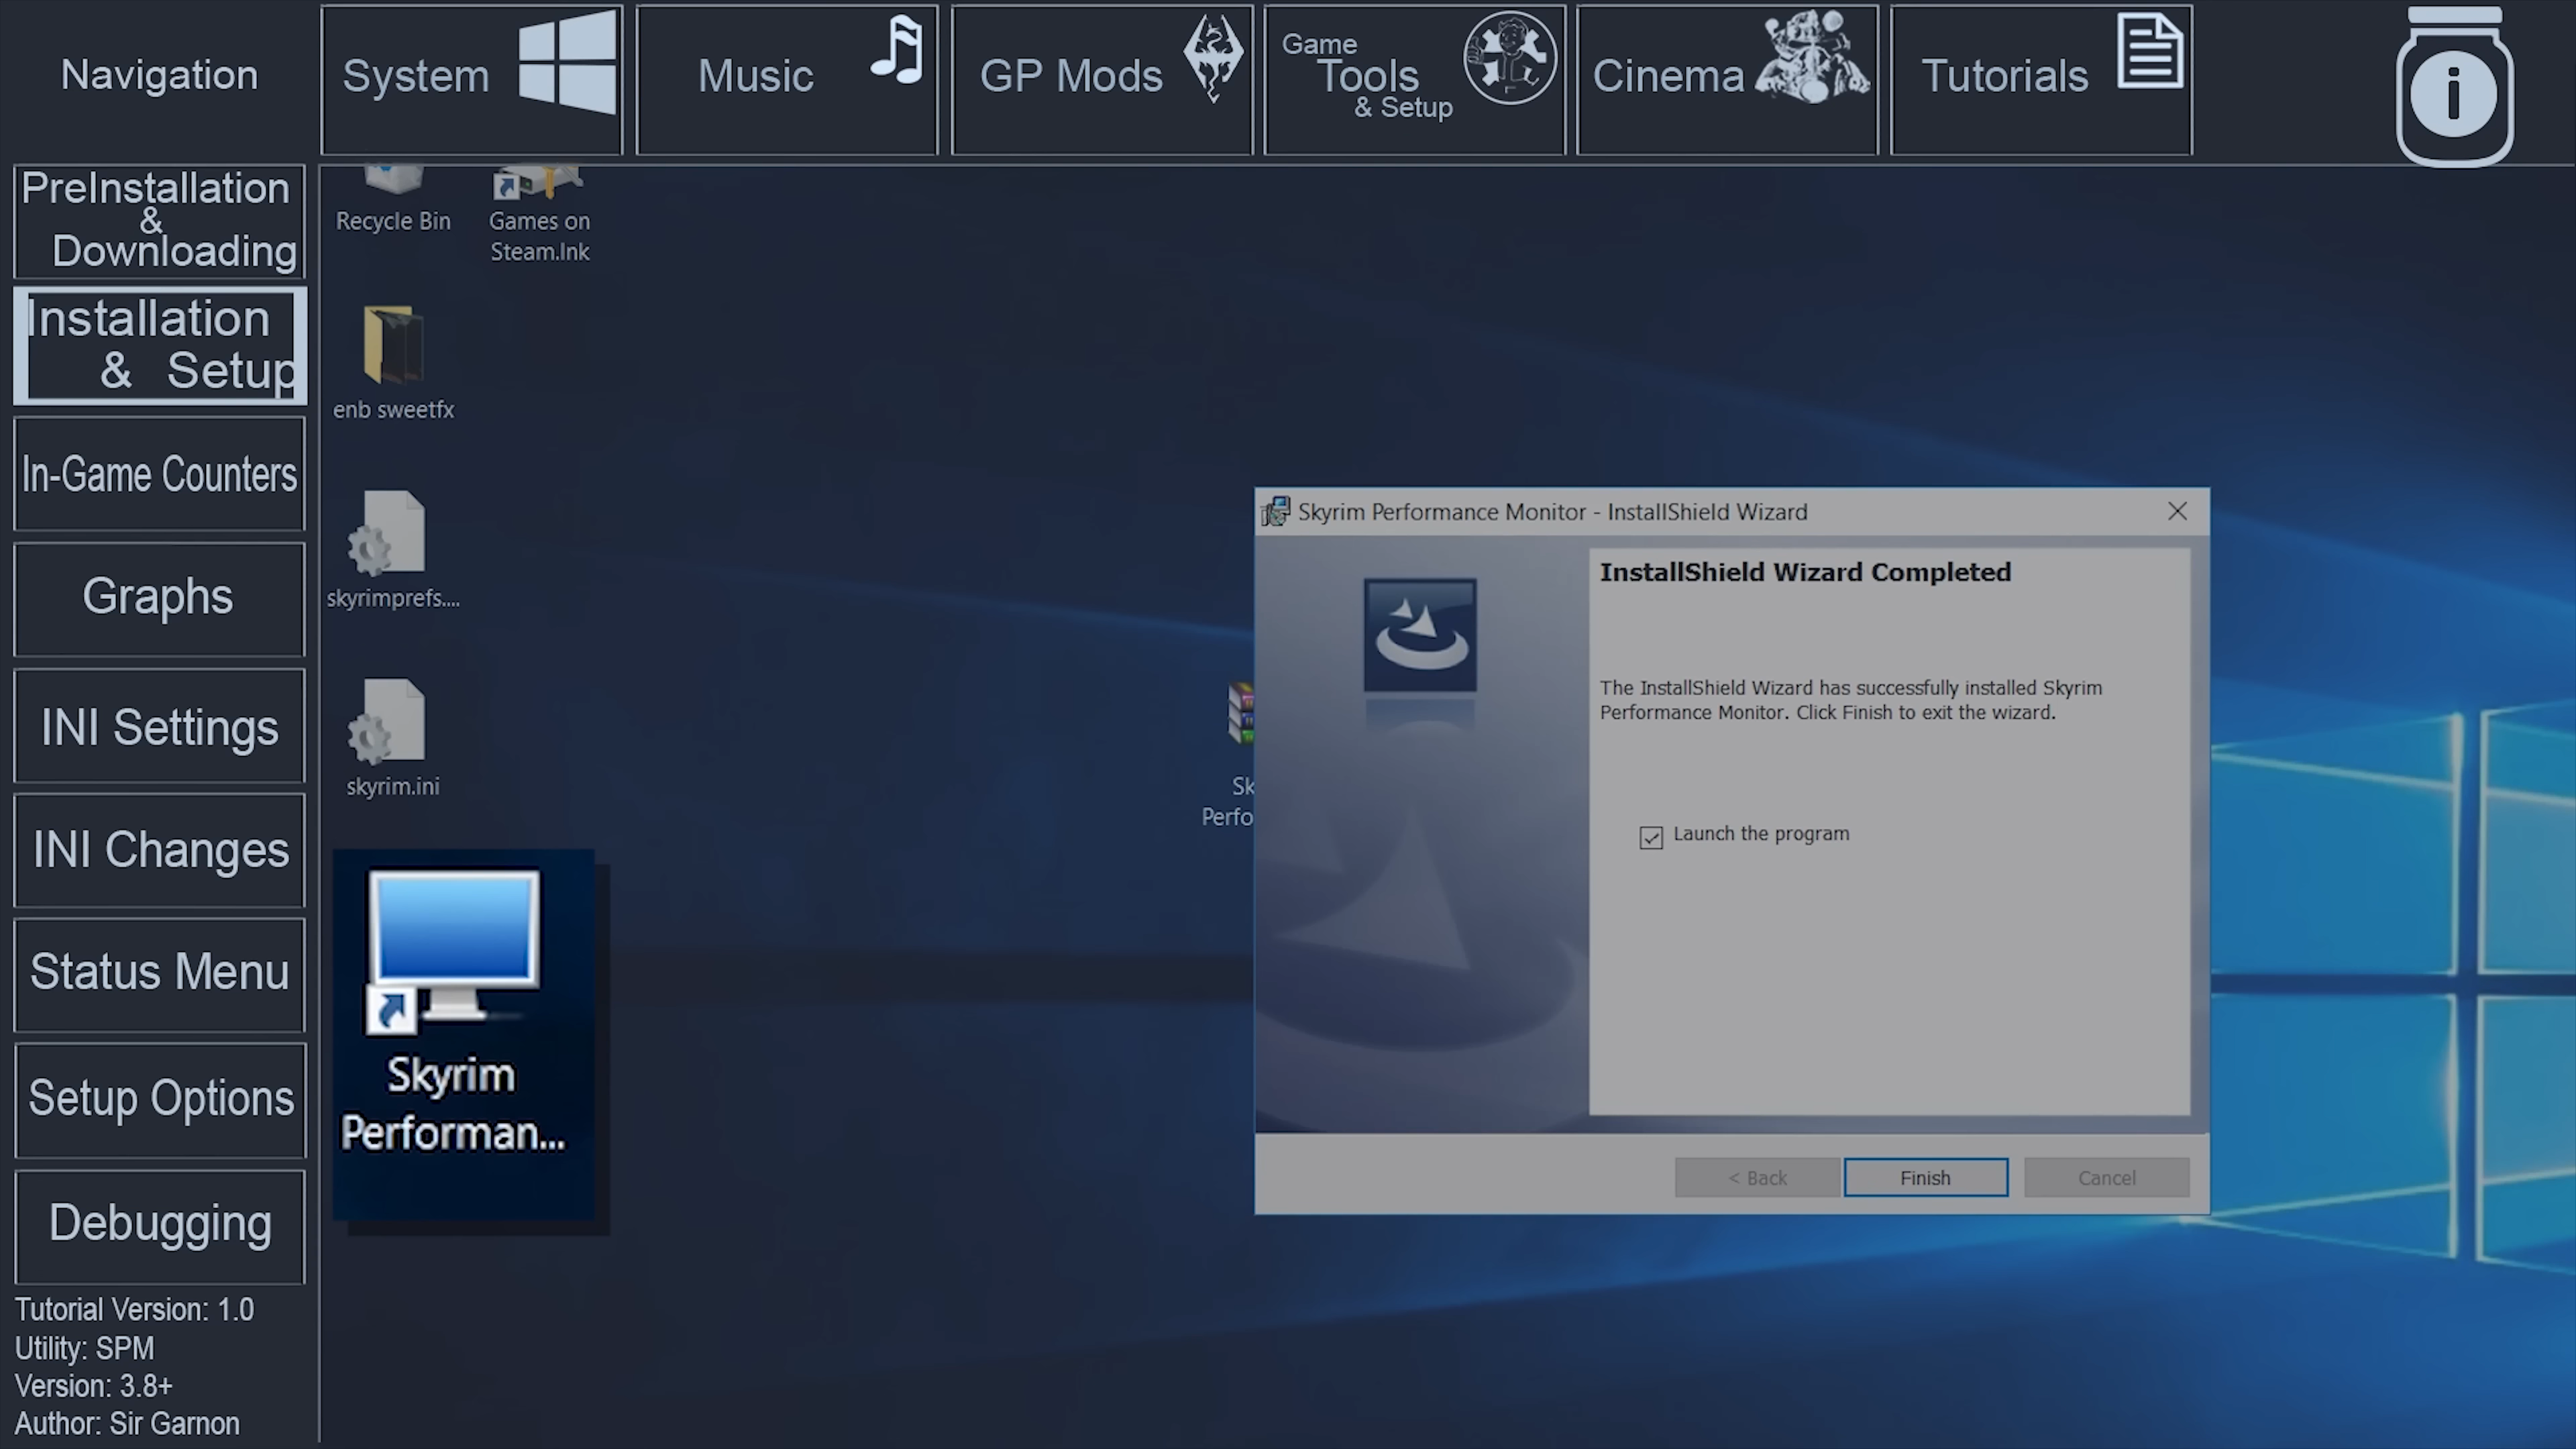 Navigation
System
Music
GP Mods
Game
Tools
& Setup
Cinema
Tutorials
i
PreInstallation
&
Downloading
Installation
& Setup
In-Game Counters
Graphs
INI Settings
INI Changes
Status Menu
Setup Options
Debugging
Tutorial Version: 1.0
Utility: SPM
Version: 3.8+
Author: Sir Garnon
Recycle Bin
Games on
Steam.lnk
enb sweetfx
skyrimprefs....
skyrim.ini
Skyrim
Performan...
Sk
Perfo
Skyrim Performance Monitor - InstallShield Wizard
InstallShield Wizard Completed
The InstallShield Wizard has successfully installed Skyrim
Performance Monitor. Click Finish to exit the wizard.
Launch the program
< Back
Finish
Cancel